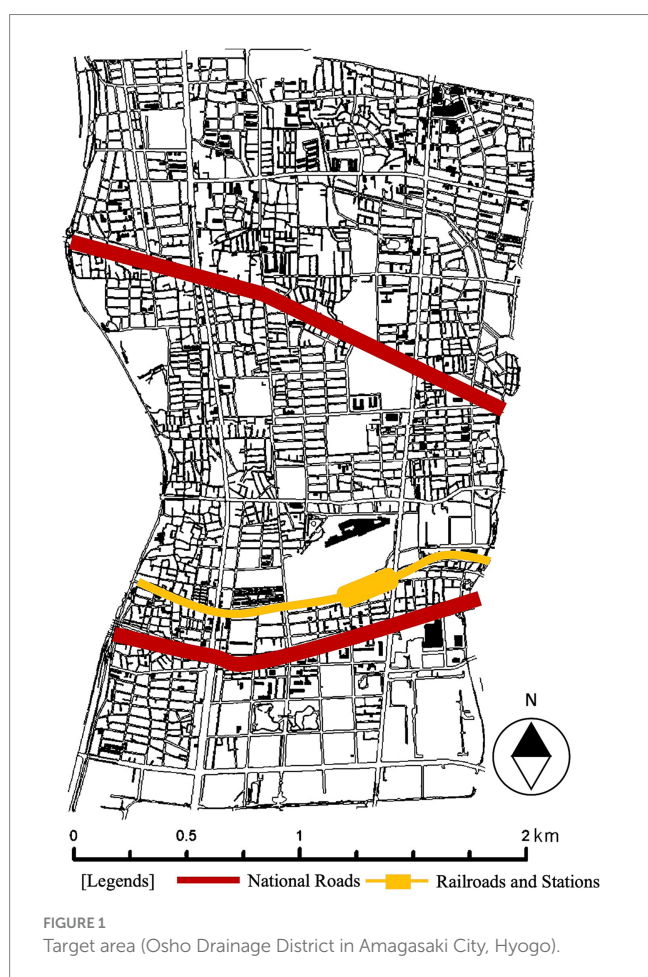 N
0 0.5 1 2 km
[Legends] National Roads Railroads and Stations
FIGURE 1
Target area (Osho Drainage District in Amagasaki City, Hyogo).